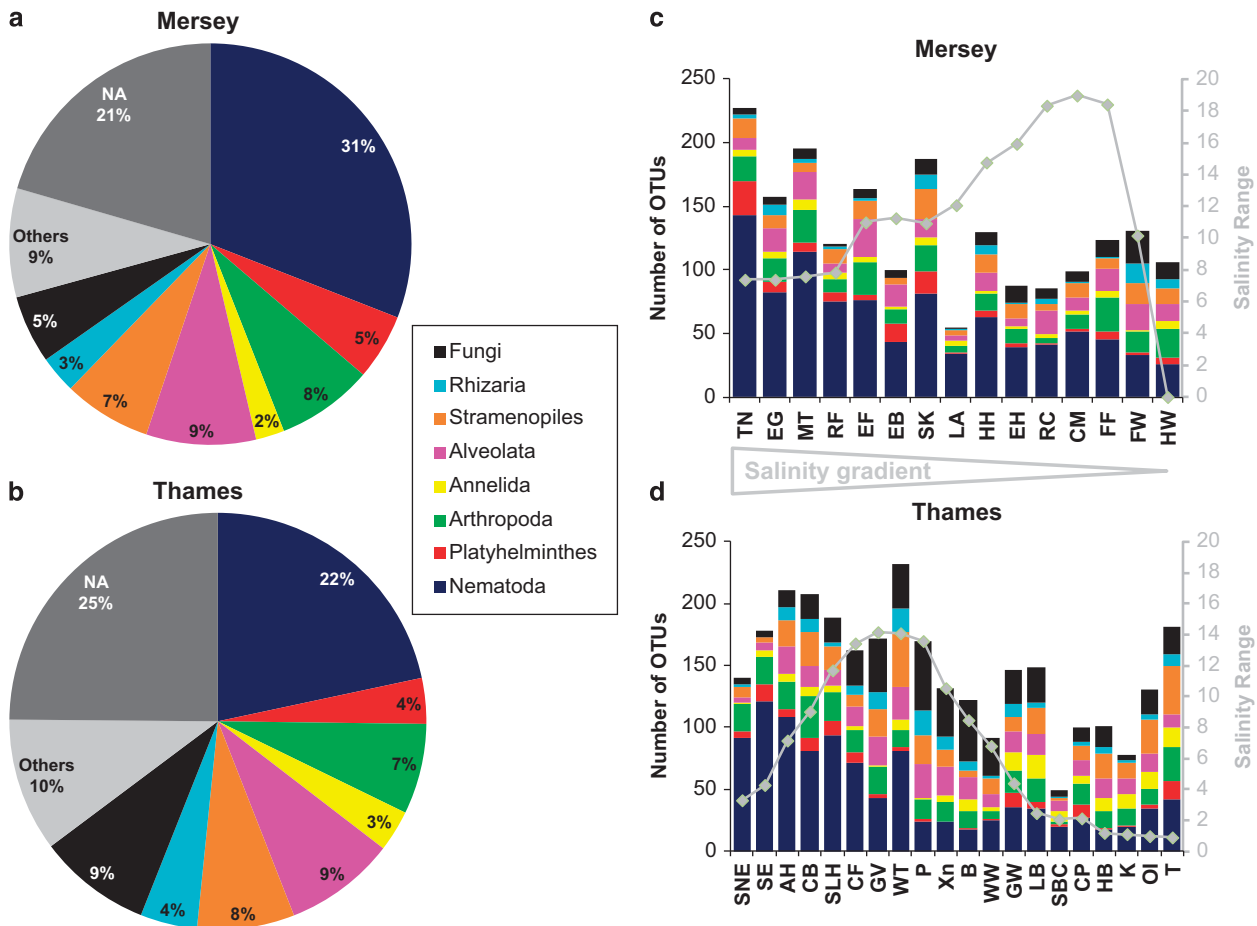 a
Mersey
NA
21%
31%
Others
9%
5%
5%
3%
8%
7%
2%
9%
b
Thames
NA
25%
22%
4%
Others
10%
7%
3%
9%
9%
4%
8%
Fungi
Rhizaria
Stramenopiles
Alveolata
Annelida
Arthropoda
Platyhelminthes
Nematoda
c
Mersey
Number of OTUs
250
200
150
100
50
0
20
18
16
14
12
10
8
6
4
2
0
Salinity Range
TN
EG
MT
RF
EF
EB
SK
LA
HH
EH
RC
CM
FF
FW
HW
Salinity gradient
d
Thames
Number of OTUs
250
200
150
100
50
0
20
18
16
14
12
10
8
6
4
2
0
Salinity Range
SNE
SE
AH
CB
SLH
CF
GV
WT
P
Xn
B
WW
GW
LB
SBC
CP
HB
K
OI
T